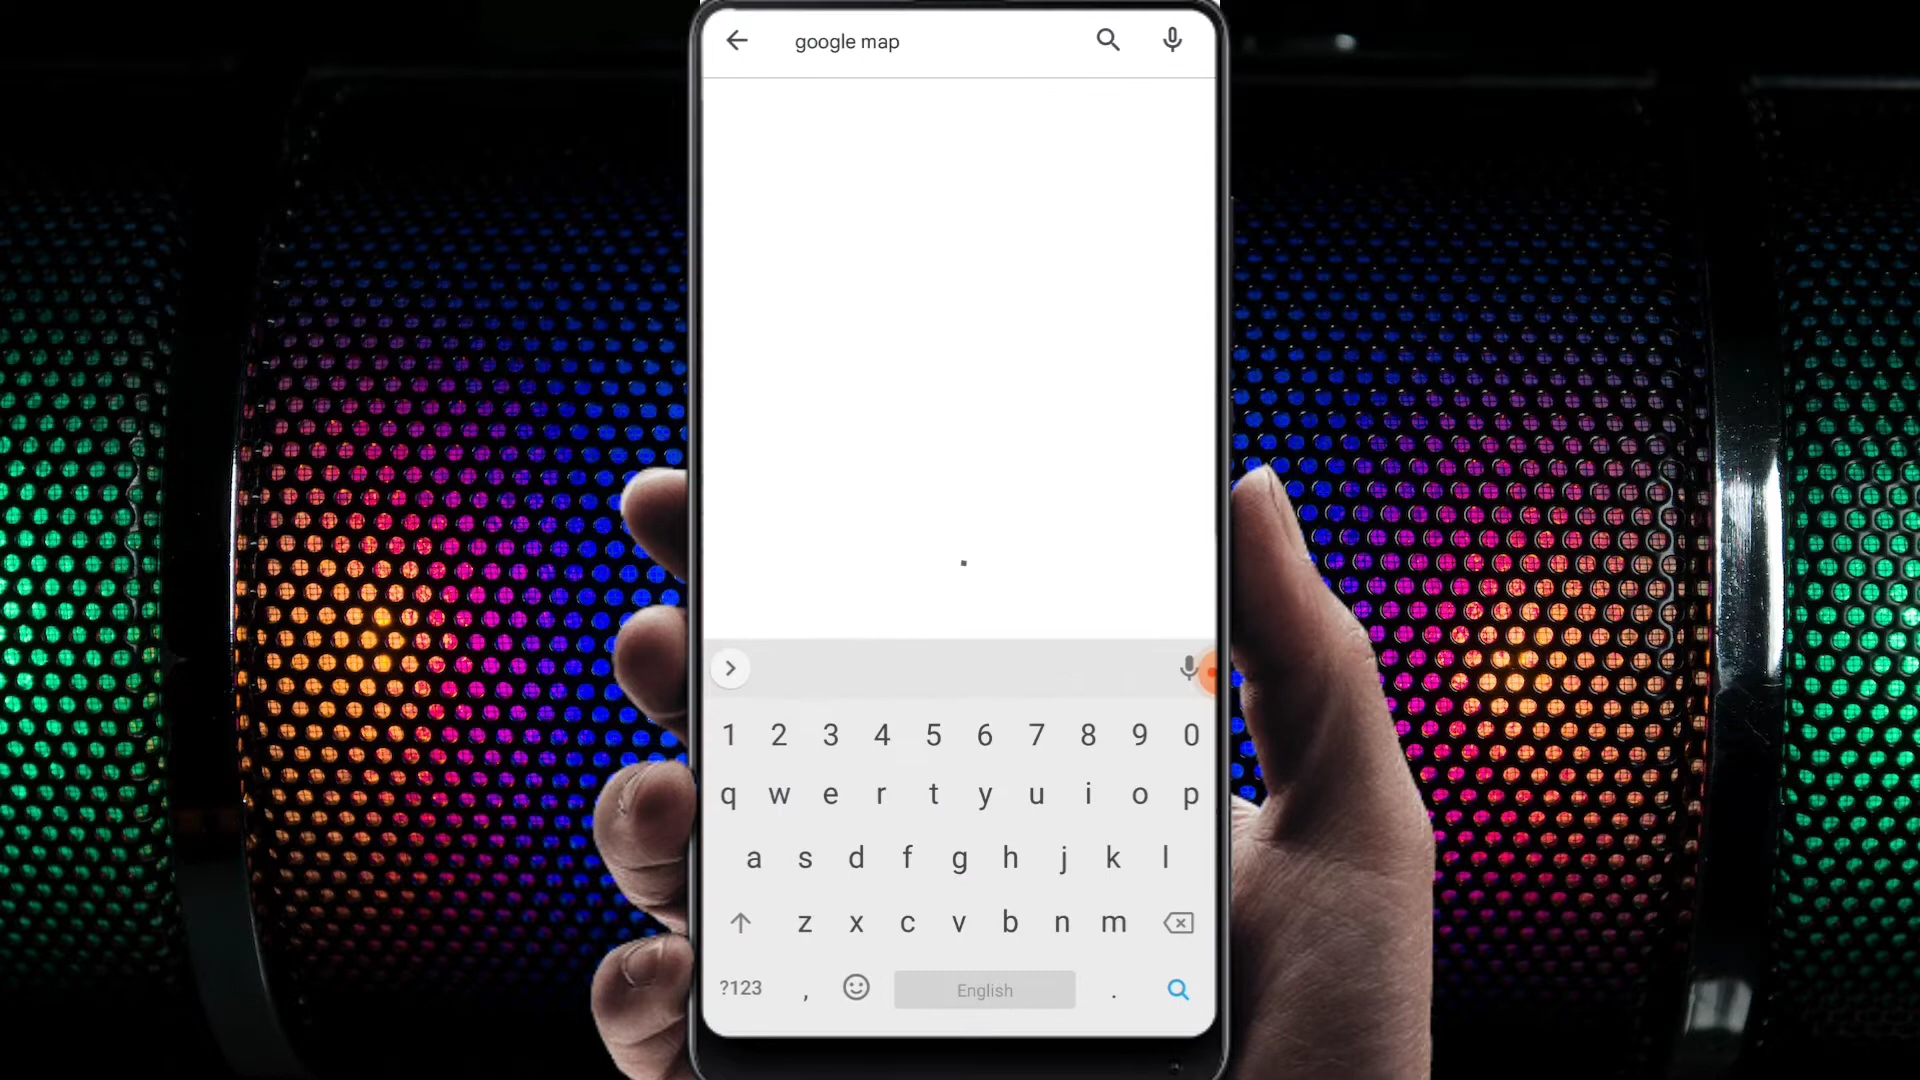 google map
1 2 3 4 5 6 7 8 9 0
q w e r t y u i o p
a s d f g h j k l
z x c v b n m
?123 , English .